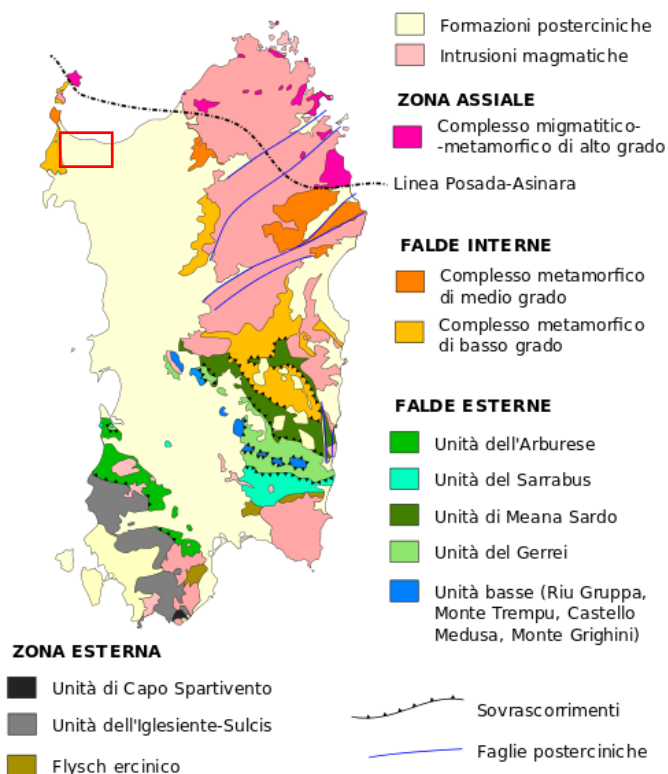 Formazioni posterciniche
Intrusioni magmatiche
ZONA ASSIALE
Complesso migmatitico-
-metamorfico di alto grado
Linea Posada-Asinara
FALDE INTERNE
Complesso metamorfico
di medio grado
Complesso metamorfico
di basso grado
FALDE ESTERNE
Unità dell'Arburese
Unità del Sarrabus
Unità di Meana Sardo
Unità del Gerrei
Unità basse (Riu Gruppa,
Monte Trempu, Castello
Medusa, Monte Grighini)
ZONA ESTERNA
Unità di Capo Spartivento
Unità dell'Iglesiente-Sulcis
Flysch ercinico
Sovrascorrimenti
Faglie posterciniche